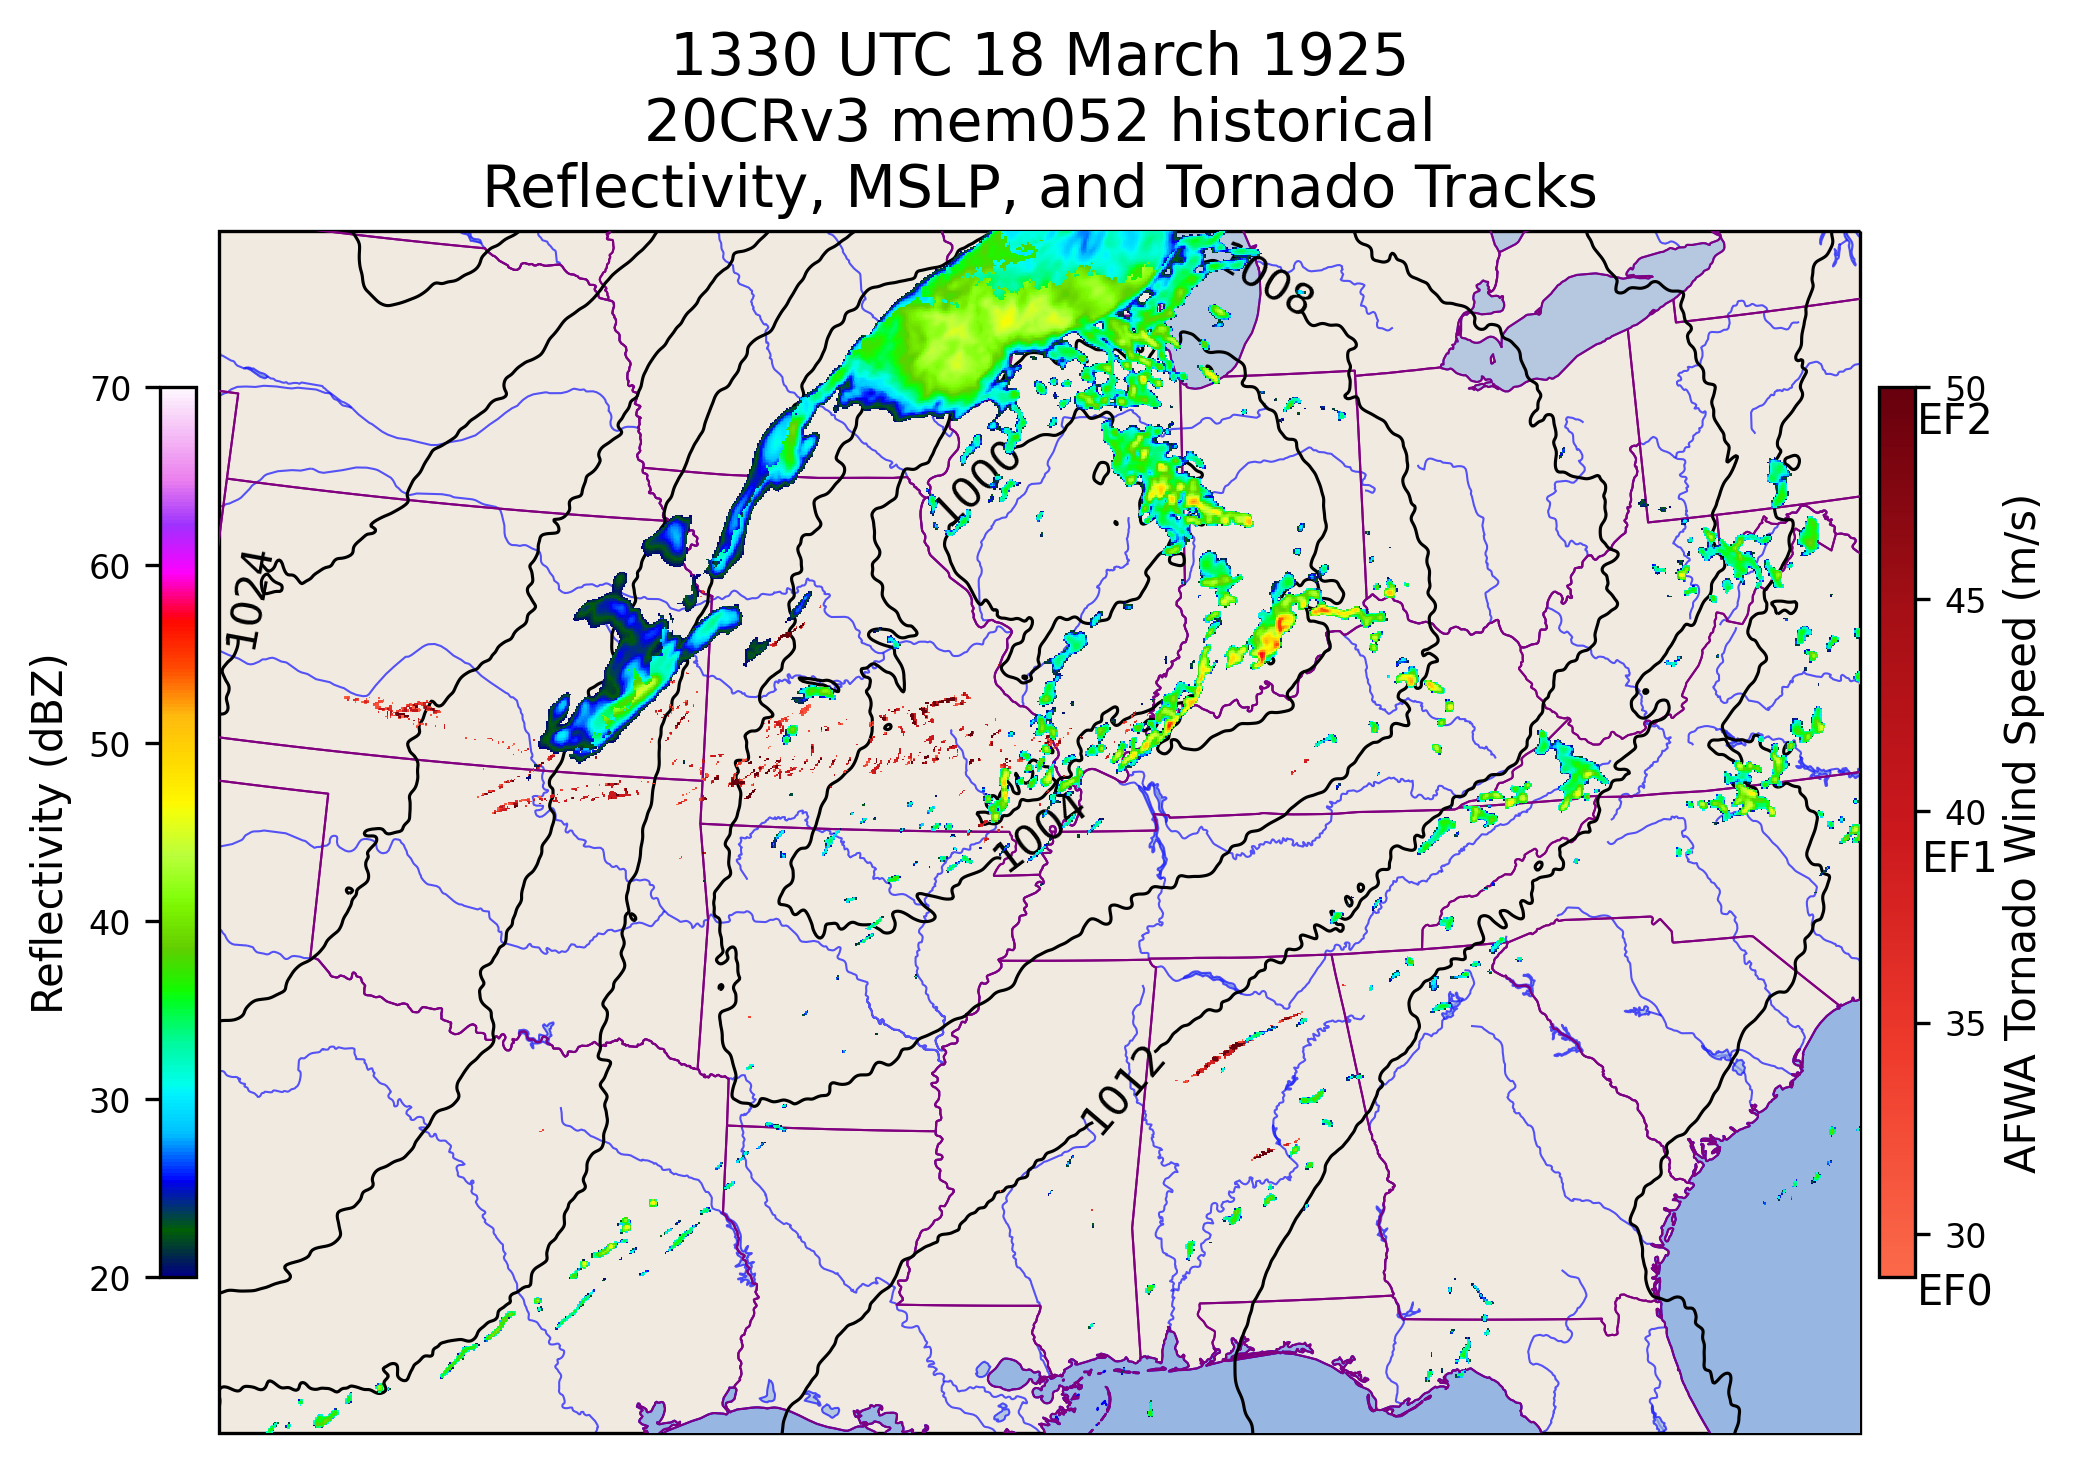 1330 UTC 18 March 1925
20CRv3 mem052 historical
Reflectivity, MSLP, and Tornado Tracks
70
60
50
40
30
20
Reflectivity (dBZ)
1008
1000
1024
1004
1012
50
EF2
45
40
EF1
35
30
EF0
AFWA Tornado Wind Speed (m/s)